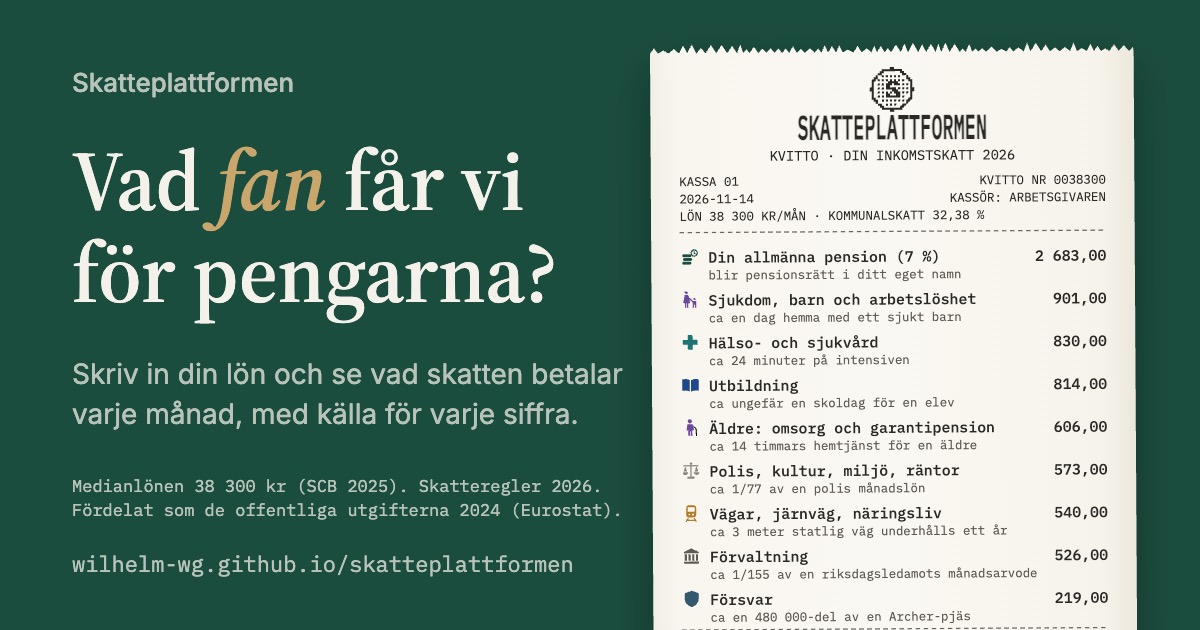 Skatteplattformen
Vad fan får vi
för pengarna?
Skriv in din lön och se vad skatten betalar
varje månad, med källa för varje siffra.
Medianlönen 38 300 kr (SCB 2025). Skatteregler 2026.
Fördelat som de offentliga utgifterna 2024 (Eurostat).
wilhelm-wg.github.io/skatteplattformen
S
SKATTEPLATTFORMEN
KVITTO · DIN INKOMSTSKATT 2026
KASSA 01 KVITTO NR 0038300
2026-11-14 KASSÖR: ARBETSGIVAREN
LÖN 38 300 KR/MÅN · KOMMUNALSKATT 32,38 %
Din allmänna pension (7 %) 2 683,00
blir pensionsrätt i ditt eget namn
Sjukdom, barn och arbetslöshet 901,00
ca en dag hemma med ett sjukt barn
Hälso- och sjukvård 830,00
ca 24 minuter på intensiven
Utbildning 814,00
ca ungefär en skoldag för en elev
Äldre: omsorg och garantipension 606,00
ca 14 timmars hemtjänst för en äldre
Polis, kultur, miljö, räntor 573,00
ca 1/77 av en polis månadslön
Vägar, järnväg, näringsliv 540,00
ca 3 meter statlig väg underhålls ett år
Förvaltning 526,00
ca 1/155 av en riksdagsledamots månadsarvode
Försvar 219,00
ca en 480 000-del av en Archer-pjäs